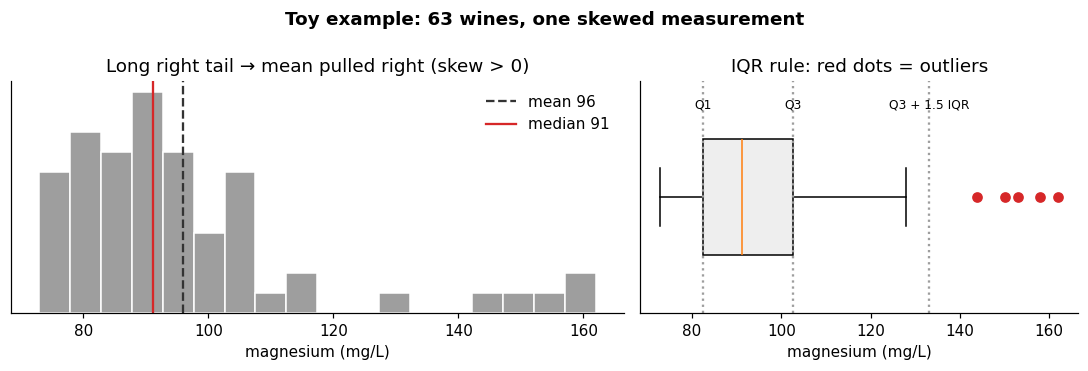 Toy example: 63 wines, one skewed measurement
Long right tail → mean pulled right (skew > 0)
mean 96
median 91
80 100 120 140 160
magnesium (mg/L)
IQR rule: red dots = outliers
Q1 Q3 Q3 + 1.5 IQR
80 100 120 140 160
magnesium (mg/L)